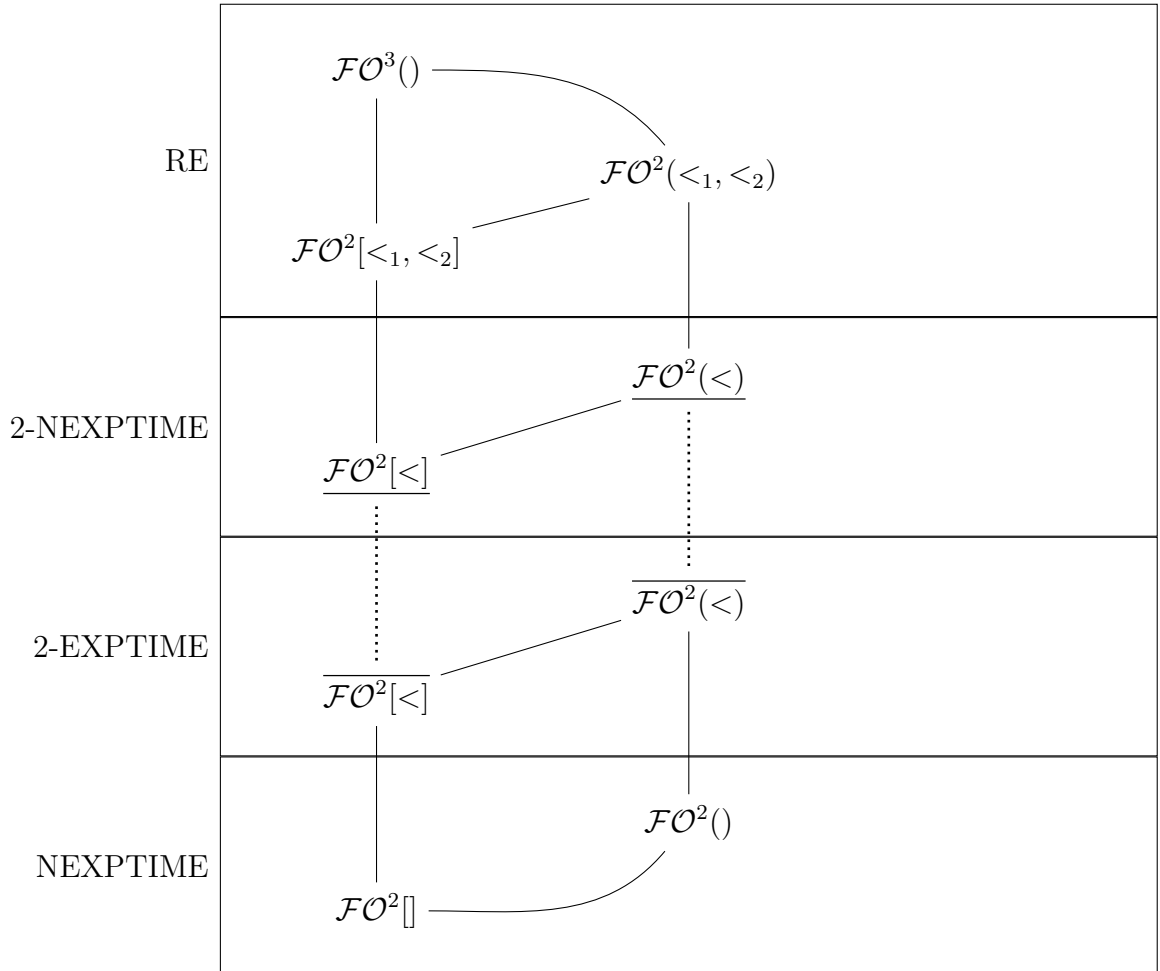 𝓕𝓞³()
RE
𝓕𝓞²(<₁, <₂)
𝓕𝓞²[<₁, <₂]
𝓕𝓞²(<)
2-NEXPTIME
𝓕𝓞²[<]
𝓕𝓞²(<)
2-EXPTIME
𝓕𝓞²[<]
𝓕𝓞²()
NEXPTIME
𝓕𝓞²[]